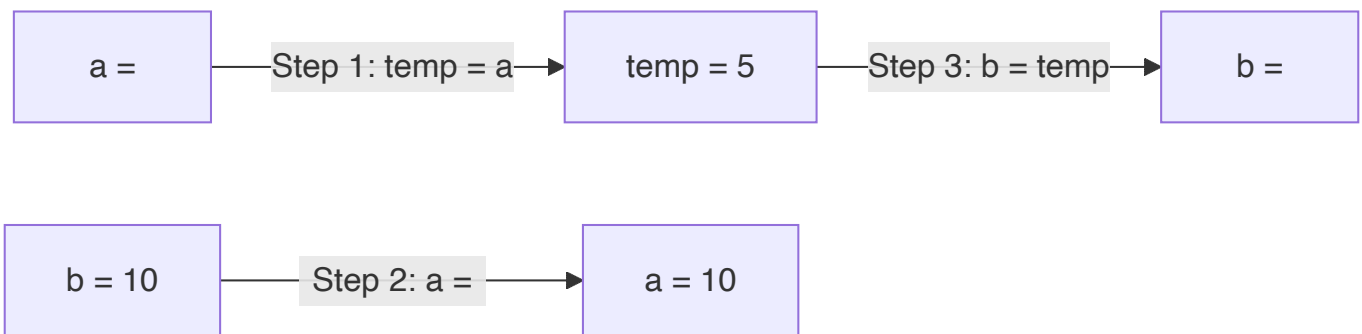 a =
Step 1: temp = a
temp = 5
Step 3: b = temp
b =
b = 10
Step 2: a =
a = 10